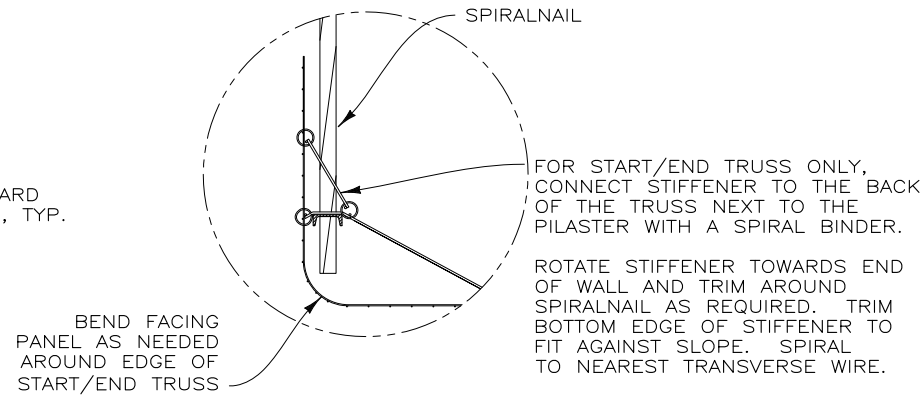 SPIRALNAIL
ARD
, TYP.
FOR START/END TRUSS ONLY,
CONNECT STIFFENER TO THE BACK
OF THE TRUSS NEXT TO THE
PILASTER WITH A SPIRAL BINDER.
ROTATE STIFFENER TOWARDS END
OF WALL AND TRIM AROUND
SPIRALNAIL AS REQUIRED. TRIM
BOTTOM EDGE OF STIFFENER TO
FIT AGAINST SLOPE. SPIRAL
TO NEAREST TRANSVERSE WIRE.
BEND FACING
PANEL AS NEEDED
AROUND EDGE OF
START/END TRUSS